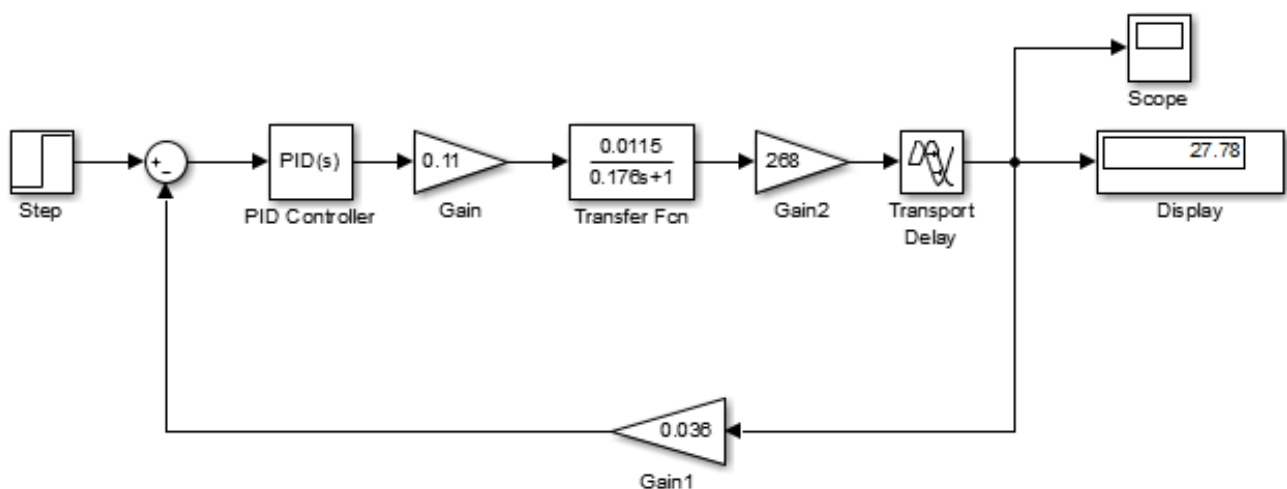 Scope
+
−
PID(s)
0.11
0.0115
0.176s+1
268
27.78
Step
PID Controller
Gain
Transfer Fcn
Gain2
Transport
Delay
Display
0.036
Gain1